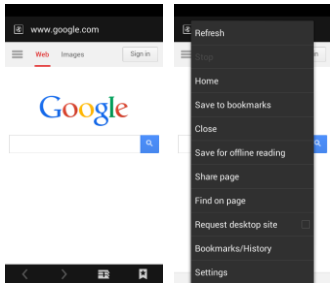 www.google.com
Web Images Sign in
Google
Refresh
Stop
Home
Save to bookmarks
Close
Save for offline reading
Share page
Find on page
Request desktop site
Bookmarks/History
Settings